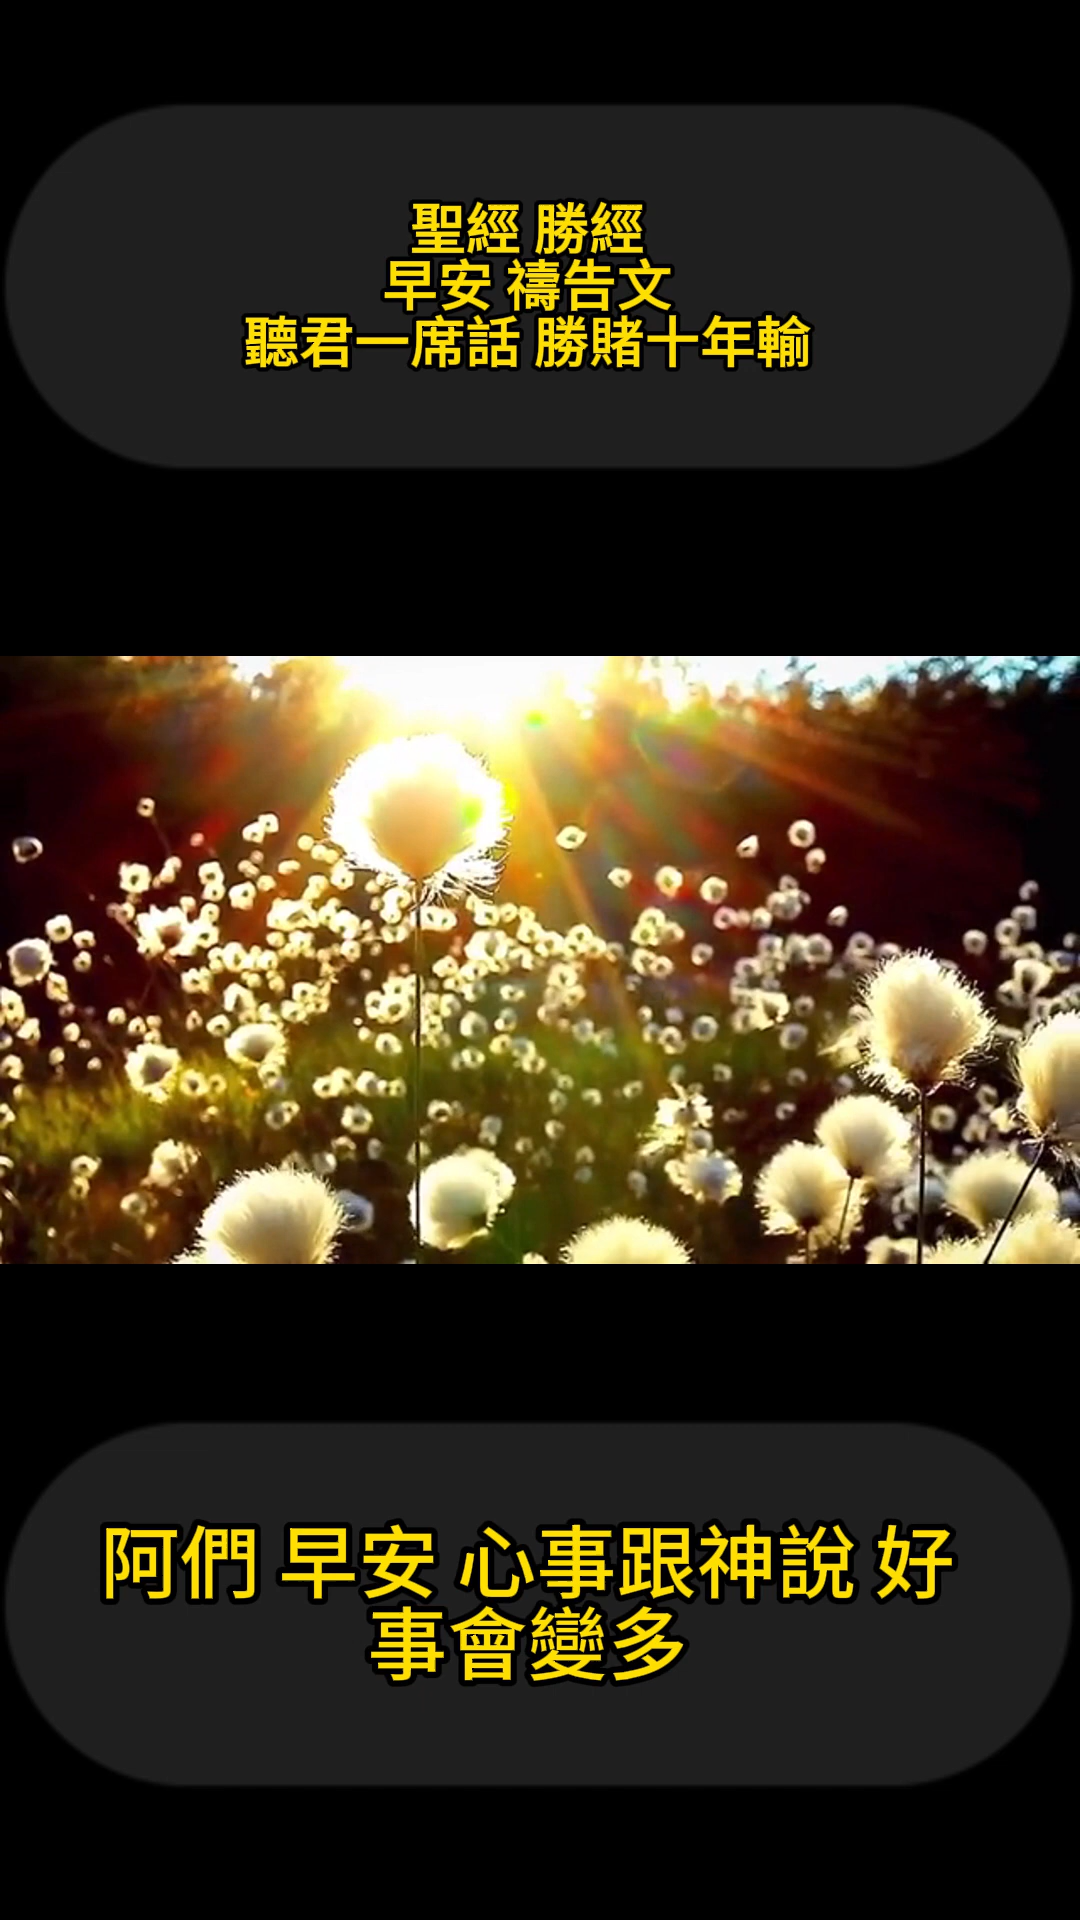 聖經 勝經
早安 禱告文
聽君一席話 勝賭十年輸
阿們 早安 心事跟神說 好
事會變多